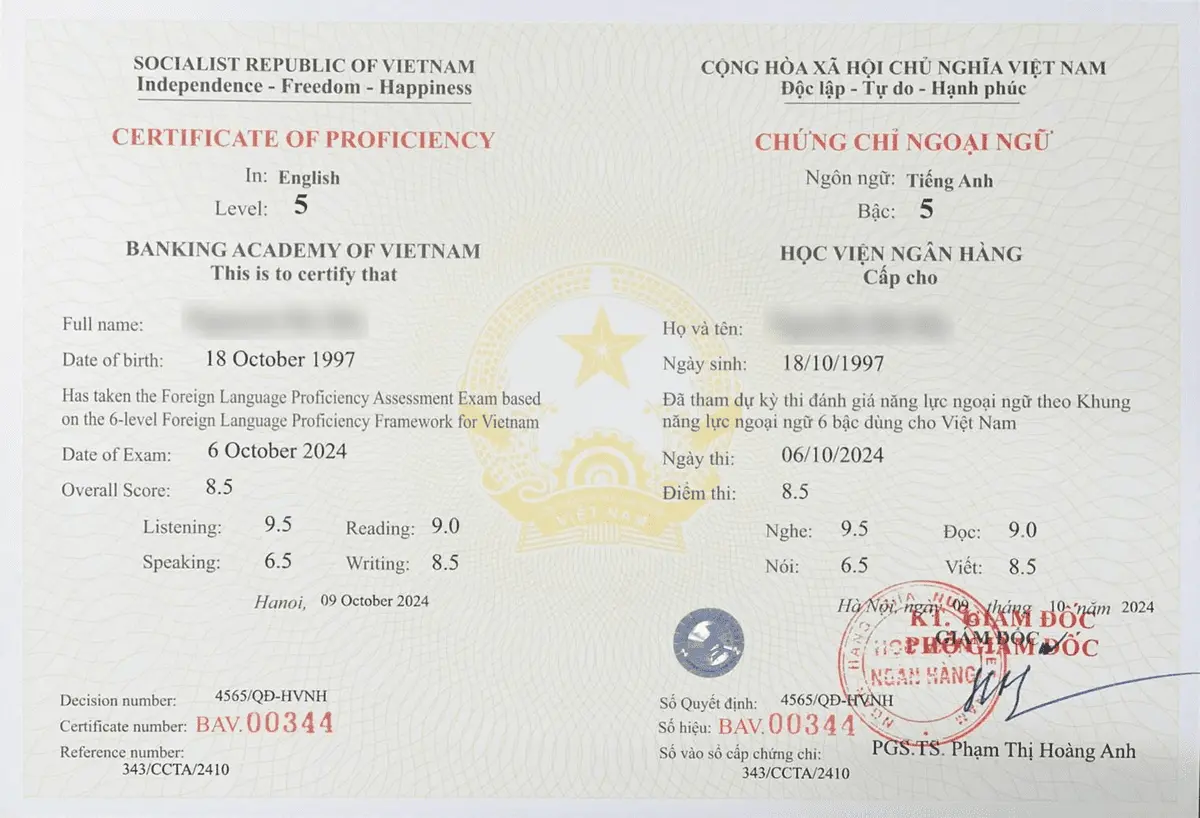 SOCIALIST REPUBLIC OF VIETNAM
Independence - Freedom - Happiness
CERTIFICATE OF PROFICIENCY
In: English
Level: 5
BANKING ACADEMY OF VIETNAM
This is to certify that
Full name:
Date of birth: 18 October 1997
Has taken the Foreign Language Proficiency Assessment Exam based
on the 6-level Foreign Language Proficiency Framework for Vietnam
Date of Exam: 6 October 2024
Overall Score: 8.5
Listening: 9.5 Reading: 9.0
Speaking: 6.5 Writing: 8.5
Hanoi, 09 October 2024
Decision number: 4565/QĐ-HVNH
Certificate number: BAV.00344
Reference number:
343/CCTA/2410
CỘNG HÒA XÃ HỘI CHỦ NGHĨA VIỆT NAM
Độc lập - Tự do - Hạnh phúc
CHỨNG CHỈ NGOẠI NGỮ
Ngôn ngữ: Tiếng Anh
Bậc: 5
HỌC VIỆN NGÂN HÀNG
Cấp cho
Họ và tên:
Ngày sinh: 18/10/1997
Đã tham dự kỳ thi đánh giá năng lực ngoại ngữ theo Khung
năng lực ngoại ngữ 6 bậc dùng cho Việt Nam
Ngày thi: 06/10/2024
Điểm thi: 8.5
Nghe: 9.5 Đọc: 9.0
Nói: 6.5 Viết: 8.5
Hà Nội, ngày 09 tháng 10 năm 2024
KT. GIÁM ĐỐC
GIÁM ĐỐC
PHÓ GIÁM ĐỐC
NGÂN HÀNG
PGS.TS. Phạm Thị Hoàng Anh
Số Quyết định: 4565/QĐ-HVNH
Số hiệu: BAV.00344
Số vào sổ cấp chứng chỉ:
343/CCTA/2410
VIỆT NAM